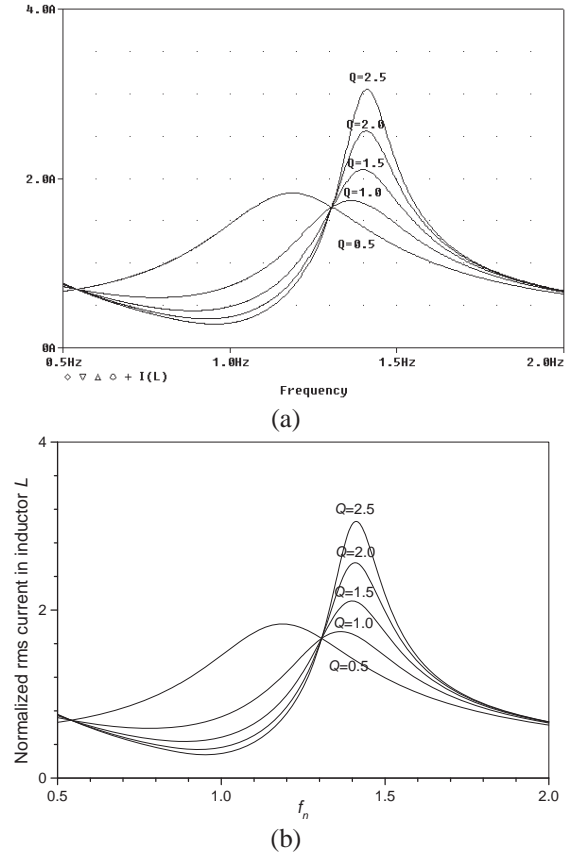 4.0A
Q=2.5
Q=2.0
2.0A
Q=1.5
Q=1.0
Q=0.5
0A
0.5Hz 1.0Hz 1.5Hz 2.0Hz
I(L)
Frequency
(a)
4
Q=2.5
Q=2.0
2
Q=1.5
Q=1.0
Q=0.5
Normalized rms current in inductor L
0
0.5 1.0 1.5 2.0
fn
(b)